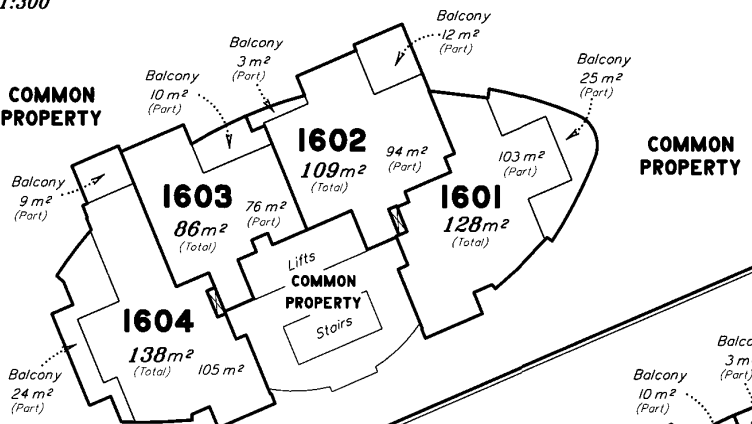 1:300
Balcony
12 m²
(Part)
Balcony
3 m²
(Part)
Balcony
10 m²
(Part)
Balcony
25 m²
(Part)
COMMON
PROPERTY
COMMON
PROPERTY
1602
109m²
(Total)
94 m²
(Part)
103 m²
(Part)
Balcony
9 m²
(Part)
1603
86m²
(Total)
76 m²
(Part)
1601
128m²
(Total)
Lifts
COMMON
PROPERTY
Stairs
1604
138m²
(Total)
105 m²
Balcony
24 m²
(Part)
Balcony
10 m²
(Part)
3 m